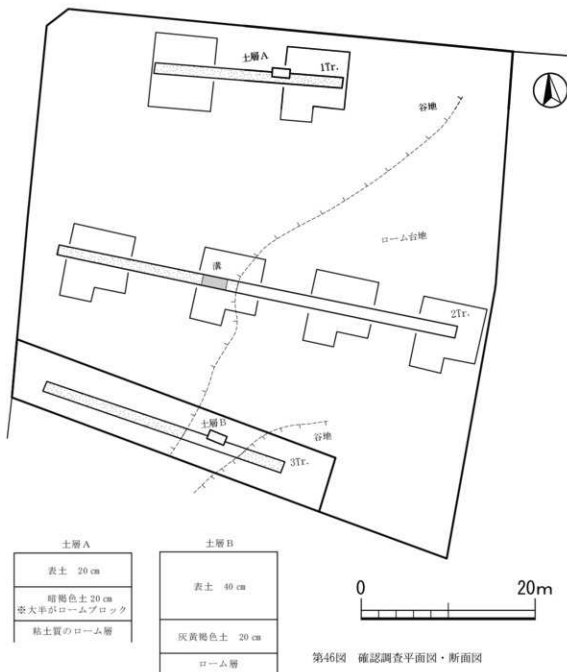 土層A
1Tr.
谷地
ローム台地
溝
2Tr.
土層B
谷地
3Tr.
土層A
表土 20㎝
暗褐色土 20㎝
※大半がロームブロック
粘土質のローム層
土層B
表土 40㎝
灰黄褐色土 20㎝
ローム層
0 20m
第46図 確認調査平面図・断面図